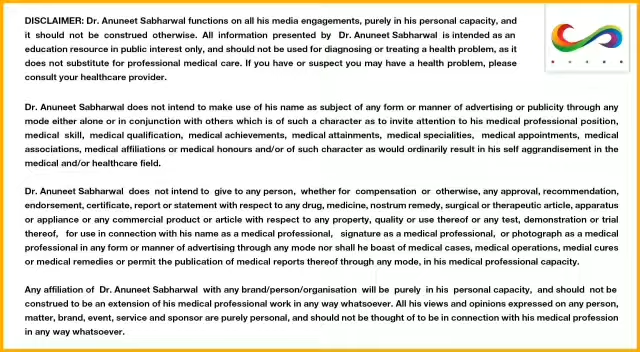 DISCLAIMER: Dr. Anuneet Sabharwal functions on all his media engagements, purely in his personal capacity, and
it should not be construed otherwise. All information presented by Dr. Anuneet Sabharwal is intended as an
education resource in public interest only, and should not be used for diagnosing or treating a health problem, as it
does not substitute for professional medical care. If you have or suspect you may have a health problem, please
consult your healthcare provider.
Dr. Anuneet Sabharwal does not intend to make use of his name as subject of any form or manner of advertising or publicity through any
mode either alone or in conjunction with others which is of such a character as to invite attention to his medical professional position,
medical skill, medical qualification, medical achievements, medical attainments, medical specialities, medical appointments, medical
associations, medical affiliations or medical honours and/or of such character as would ordinarily result in his self aggrandisement in the
medical and/or healthcare field.
Dr. Anuneet Sabharwal does not intend to give to any person, whether for compensation or otherwise, any approval, recommendation,
endorsement, certificate, report or statement with respect to any drug, medicine, nostrum remedy, surgical or therapeutic article, apparatus
or appliance or any commercial product or article with respect to any property, quality or use thereof or any test, demonstration or trial
thereof, for use in connection with his name as a medical professional, signature as a medical professional, or photograph as a medical
professional in any form or manner of advertising through any mode nor shall he boast of medical cases, medical operations, medial cures
or medical remedies or permit the publication of medical reports thereof through any mode, in his medical professional capacity.
Any affiliation of Dr. Anuneet Sabharwal with any brand/person/organisation will be purely in his personal capacity, and should not be
construed to be an extension of his medical professional work in any way whatsoever. All his views and opinions expressed on any person,
matter, brand, event, service and sponsor are purely personal, and should not be thought of to be in connection with his medical profession
in any way whatsoever.